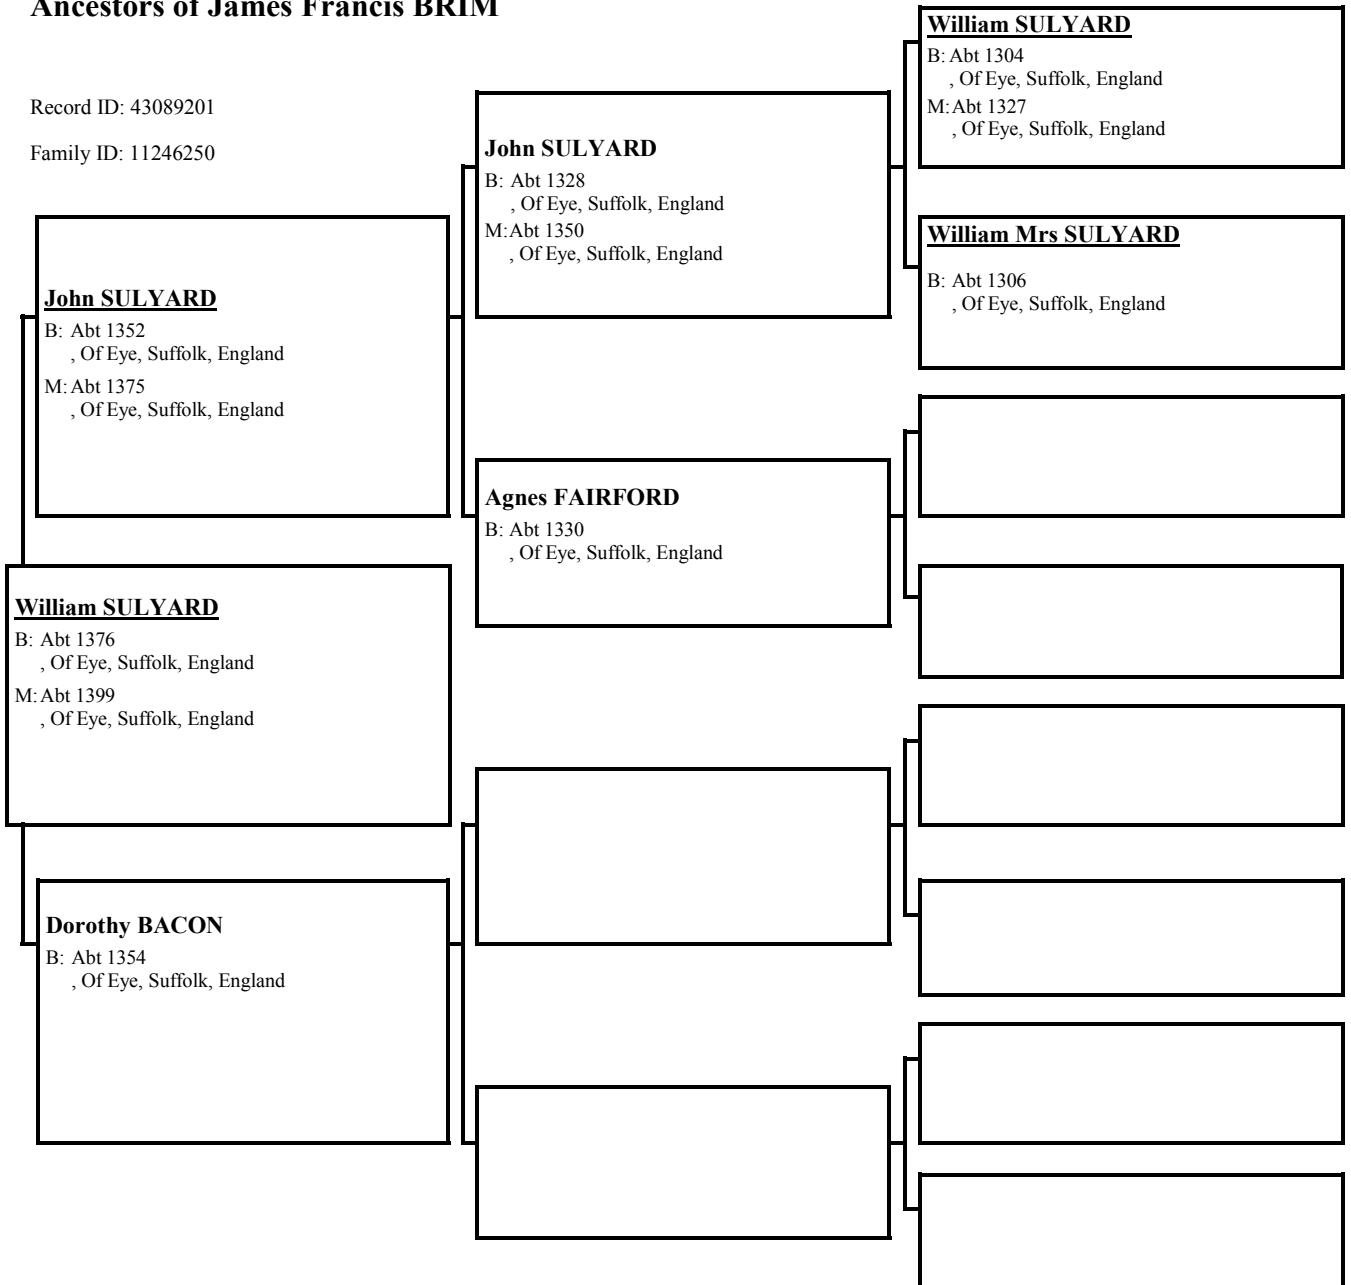 Ancestors of James Francis BRIM
Record ID: 43089201
Family ID: 11246250
William SULYARD
B: Abt 1304
, Of Eye, Suffolk, England
M: Abt 1327
, Of Eye, Suffolk, England
John SULYARD
B: Abt 1328
, Of Eye, Suffolk, England
M: Abt 1350
, Of Eye, Suffolk, England
William Mrs SULYARD
B: Abt 1306
, Of Eye, Suffolk, England
John SULYARD
B: Abt 1352
, Of Eye, Suffolk, England
M: Abt 1375
, Of Eye, Suffolk, England
Agnes FAIRFORD
B: Abt 1330
, Of Eye, Suffolk, England
William SULYARD
B: Abt 1376
, Of Eye, Suffolk, England
M: Abt 1399
, Of Eye, Suffolk, England
Dorothy BACON
B: Abt 1354
, Of Eye, Suffolk, England